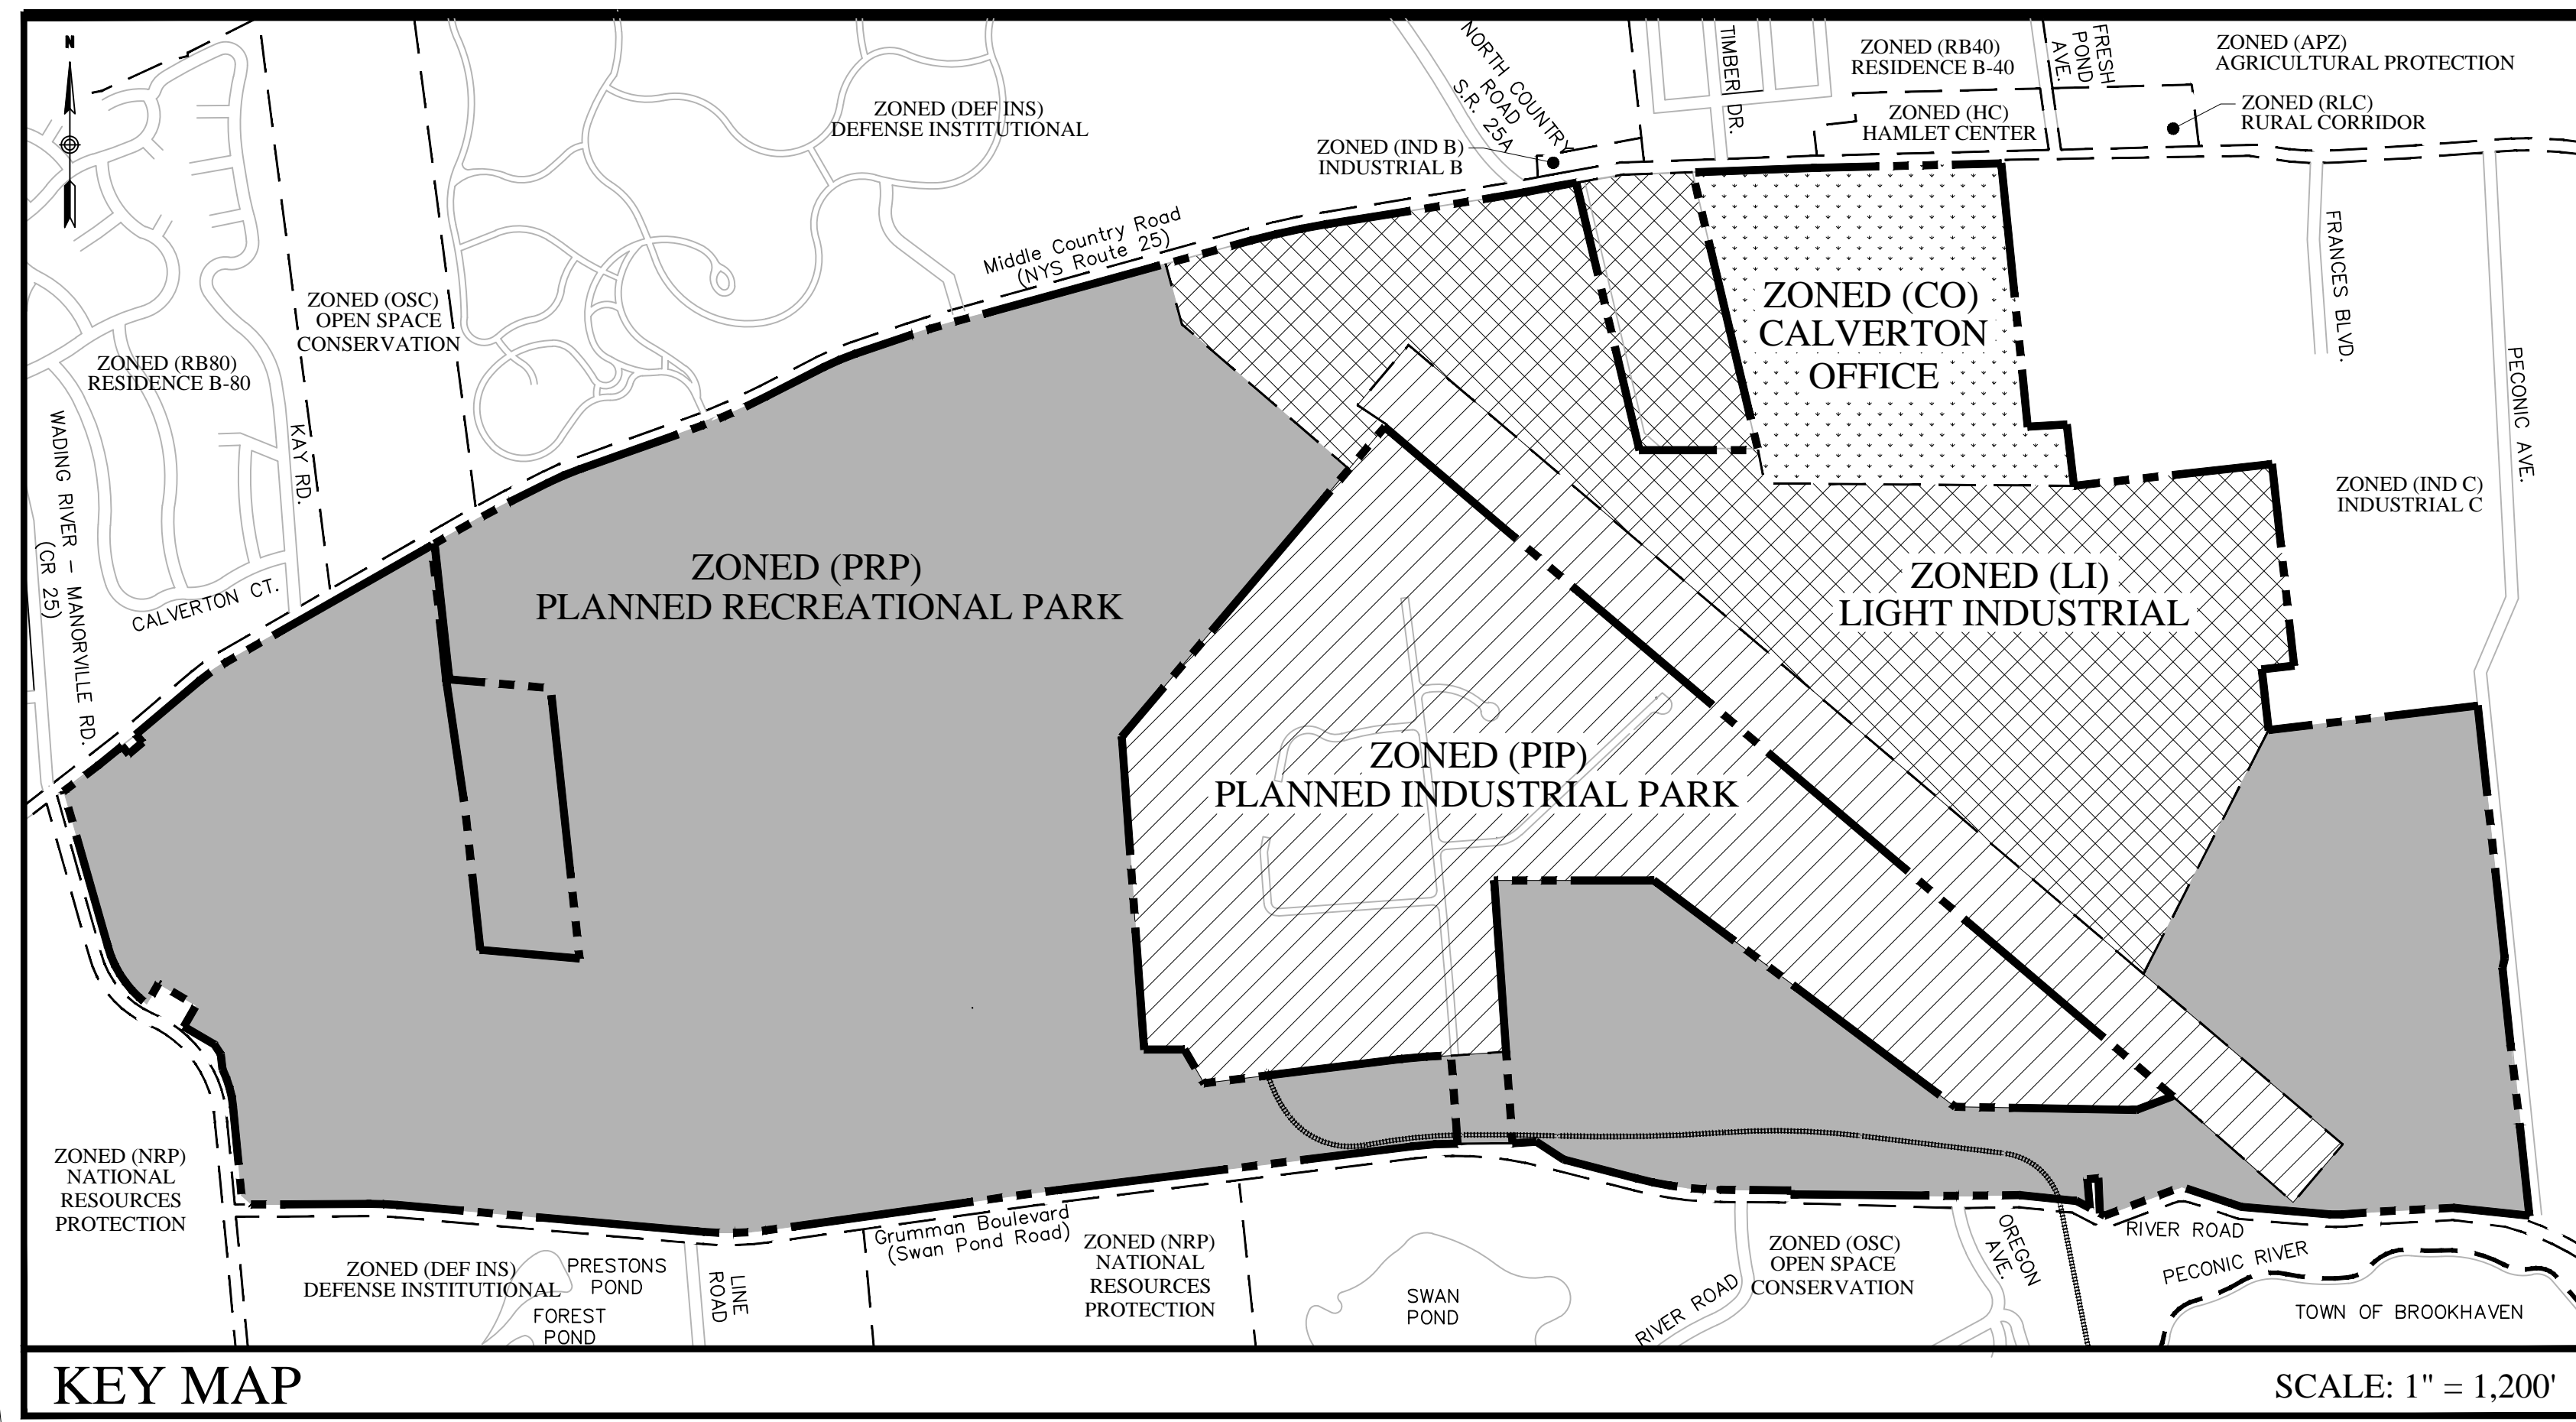 N
ZONED (DEF INS)
DEFENSE INSTITUTIONAL
NORTH COUNTRY
ROAD
S.R. 25A
TIMBER DR.
ZONED (RB40)
RESIDENCE B-40
FRESH
POND
AVE.
ZONED (APZ)
AGRICULTURAL PROTECTION
ZONED (HC)
HAMLET CENTER
ZONED (RLC)
RURAL CORRIDOR
ZONED (IND B)
INDUSTRIAL B
Middle Country Road
(NYS Route 25)
FRANCES BLVD.
PECONIC AVE.
ZONED (OSC)
OPEN SPACE
CONSERVATION
ZONED (CO)
CALVERTON
OFFICE
ZONED (RB80)
RESIDENCE B-80
KAY RD.
WADING RIVER – MANORVILLE RD.
(CR 25)
CALVERTON CT.
ZONED (IND C)
INDUSTRIAL C
ZONED (PRP)
PLANNED RECREATIONAL PARK
ZONED (LI)
LIGHT INDUSTRIAL
ZONED (PIP)
PLANNED INDUSTRIAL PARK
ZONED (NRP)
NATIONAL
RESOURCES
PROTECTION
Grumman Boulevard
(Swan Pond Road)
ZONED (DEF INS)
DEFENSE INSTITUTIONAL
PRESTONS
POND
FOREST
POND
LINE
ROAD
ZONED (NRP)
NATIONAL
RESOURCES
PROTECTION
SWAN
POND
RIVER ROAD
ZONED (OSC)
OPEN SPACE
CONSERVATION
OREGON
AVE.
RIVER ROAD
PECONIC RIVER
TOWN OF BROOKHAVEN
KEY MAP
SCALE: 1" = 1,200'